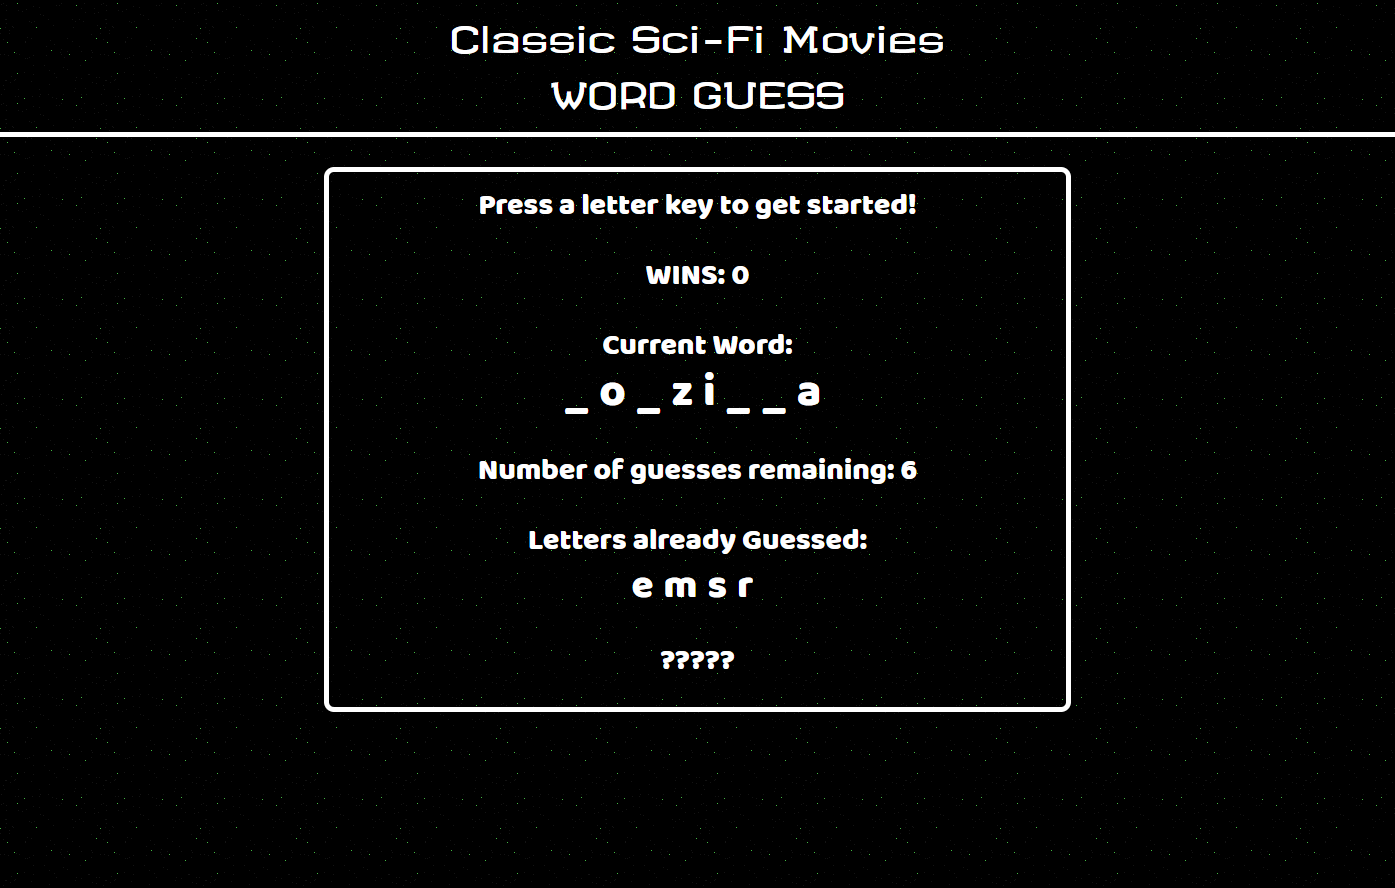 Classic Sci-Fi Movies
WORD GUESS
Press a letter key to get started!
WINS: 0
Current Word:
_ o _ z i _ _ a
Number of guesses remaining: 6
Letters already Guessed:
e m s r
?????